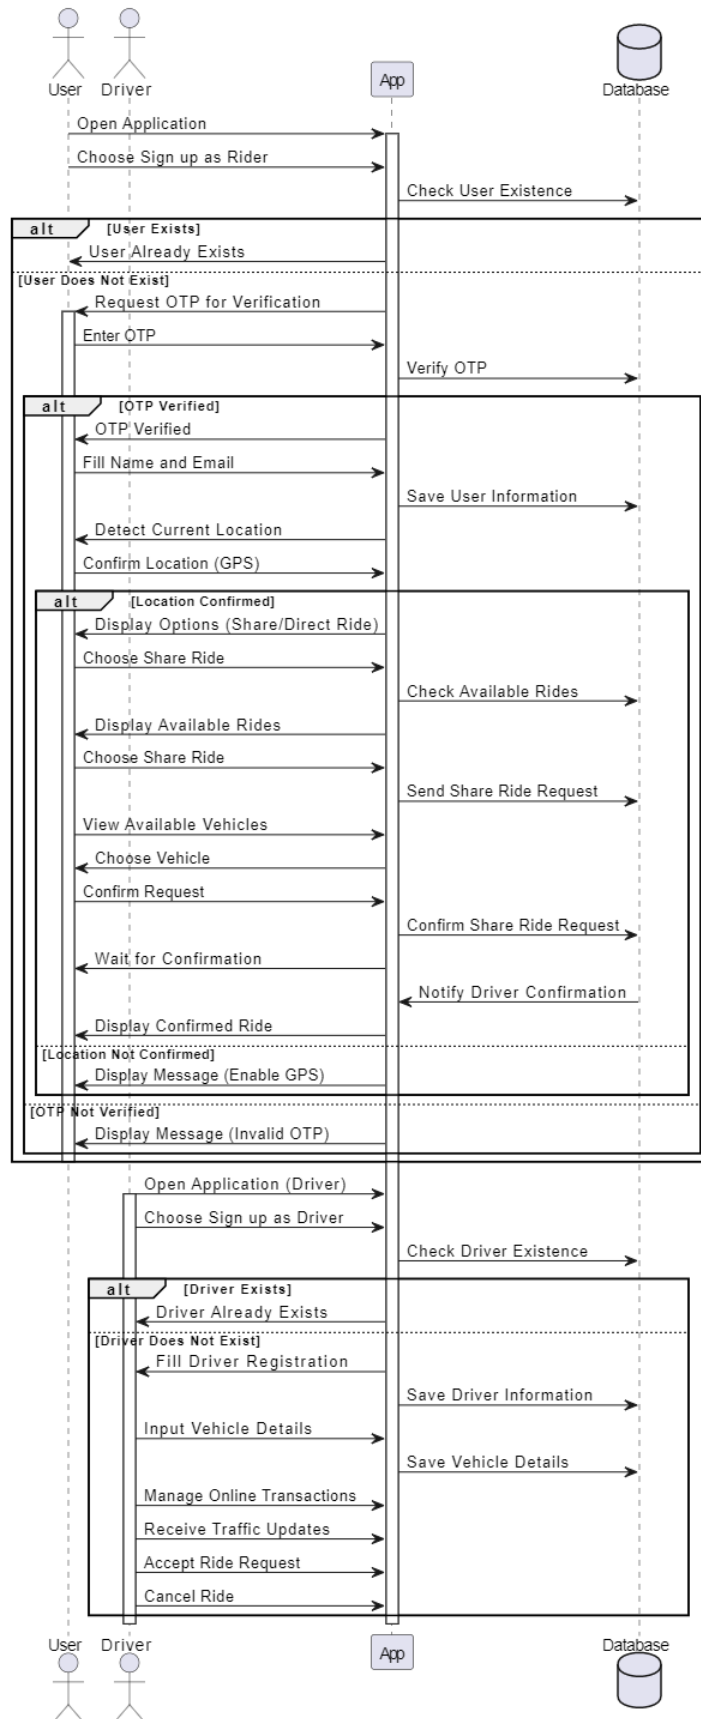 User Driver App Database
Open Application
Choose Sign up as Rider
Check User Existence
alt [User Exists]
User Already Exists
[User Does Not Exist]
Request OTP for Verification
Enter OTP
Verify OTP
alt [OTP Verified]
OTP Verified
Fill Name and Email
Save User Information
Detect Current Location
Confirm Location (GPS)
alt [Location Confirmed]
Display Options (Share/Direct Ride)
Choose Share Ride
Check Available Rides
Display Available Rides
Choose Share Ride
Send Share Ride Request
View Available Vehicles
Choose Vehicle
Confirm Request
Confirm Share Ride Request
Wait for Confirmation
Notify Driver Confirmation
Display Confirmed Ride
[Location Not Confirmed]
Display Message (Enable GPS)
[OTP Not Verified]
Display Message (Invalid OTP)
Open Application (Driver)
Choose Sign up as Driver
Check Driver Existence
alt [Driver Exists]
Driver Already Exists
[Driver Does Not Exist]
Fill Driver Registration
Save Driver Information
Input Vehicle Details
Save Vehicle Details
Manage Online Transactions
Receive Traffic Updates
Accept Ride Request
Cancel Ride
User Driver App Database